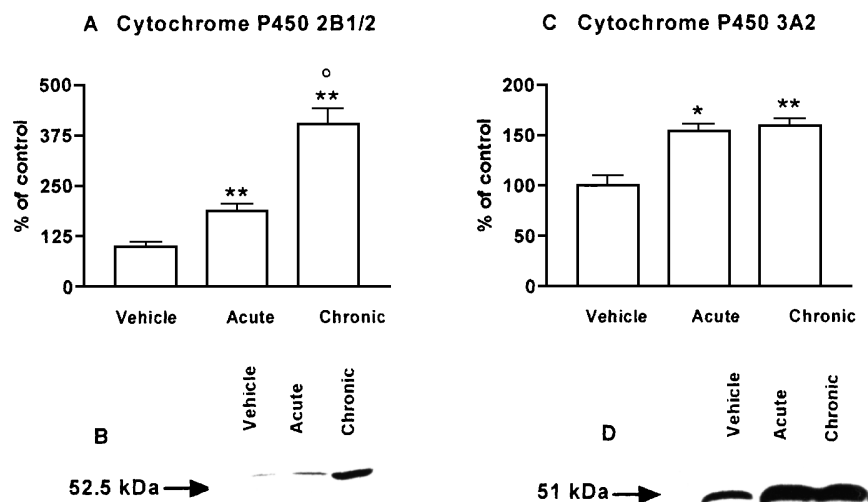 A Cytochrome P450 2B1/2
% of control
500
375
250
125
0
°
**
**
Vehicle Acute Chronic
B
Vehicle Acute Chronic
52.5 kDa
C Cytochrome P450 3A2
% of control
200
150
100
50
0
* **
Vehicle Acute Chronic
D
Vehicle Acute Chronic
51 kDa